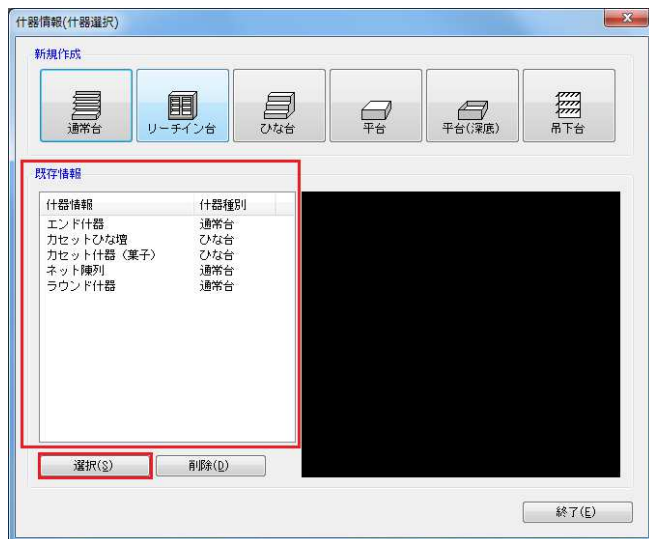 什器情報(什器選択)
新規作成
通常台 リーチイン台 ひな台 平台 平台(深底) 吊下台
既存情報
什器情報 什器種別
エンド什器 通常台
カセットひな壇 ひな台
カセット什器（菓子） ひな台
ネット陳列 通常台
ラウンド什器 通常台
選択(S) 削除(D)
終了(E)